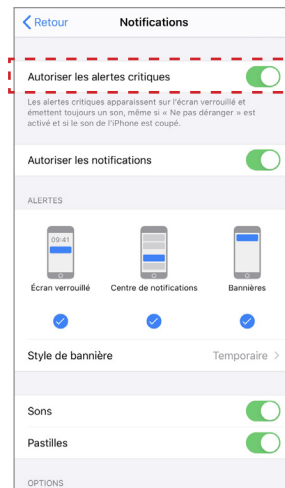 Retour Notifications
Autoriser les alertes critiques
Les alertes critiques apparaissent sur l'écran verrouillé et
émettent toujours un son, même si « Ne pas déranger » est
activé et si le son de l'iPhone est coupé.
Autoriser les notifications
ALERTES
09:41
Écran verrouillé Centre de notifications Bannières
Style de bannière Temporaire
Sons
Pastilles
OPTIONS